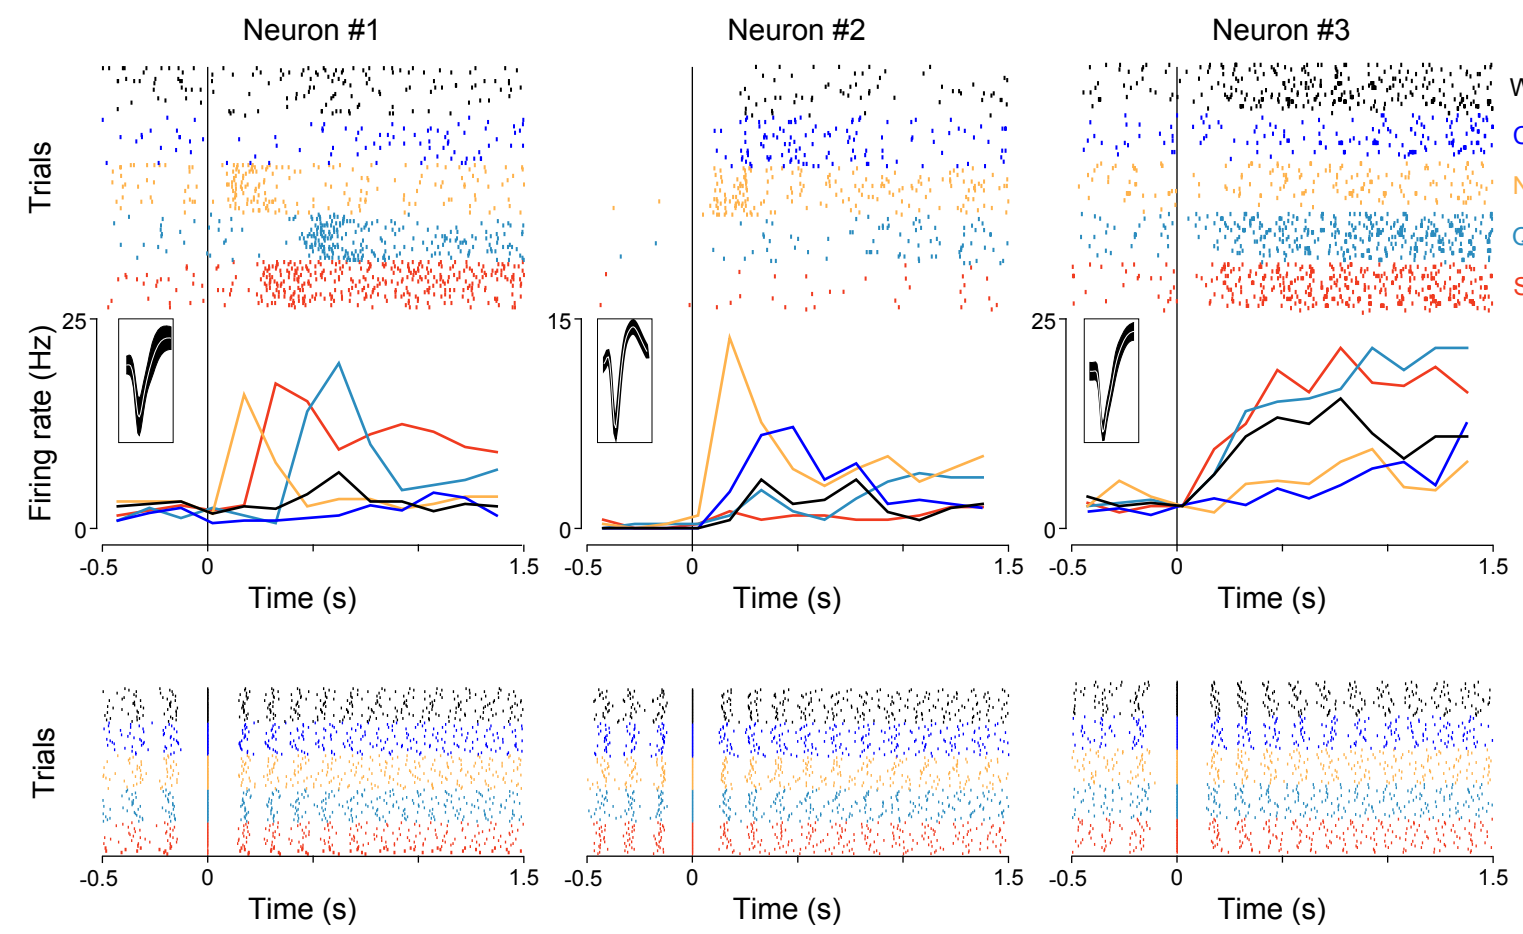 Neuron #1 Neuron #2 Neuron #3
Trials
W
C
N
Q
S
Firing rate (Hz)
25 15 25
0 0 0
-0.5 0 1.5 -0.5 0 1.5 -0.5 0 1.5
Time (s) Time (s) Time (s)
Trials
-0.5 0 1.5 -0.5 0 1.5 -0.5 0 1.5
Time (s) Time (s) Time (s)